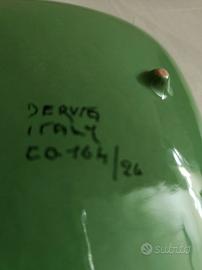 DERUTA
ITALY
CO 164/26
subito